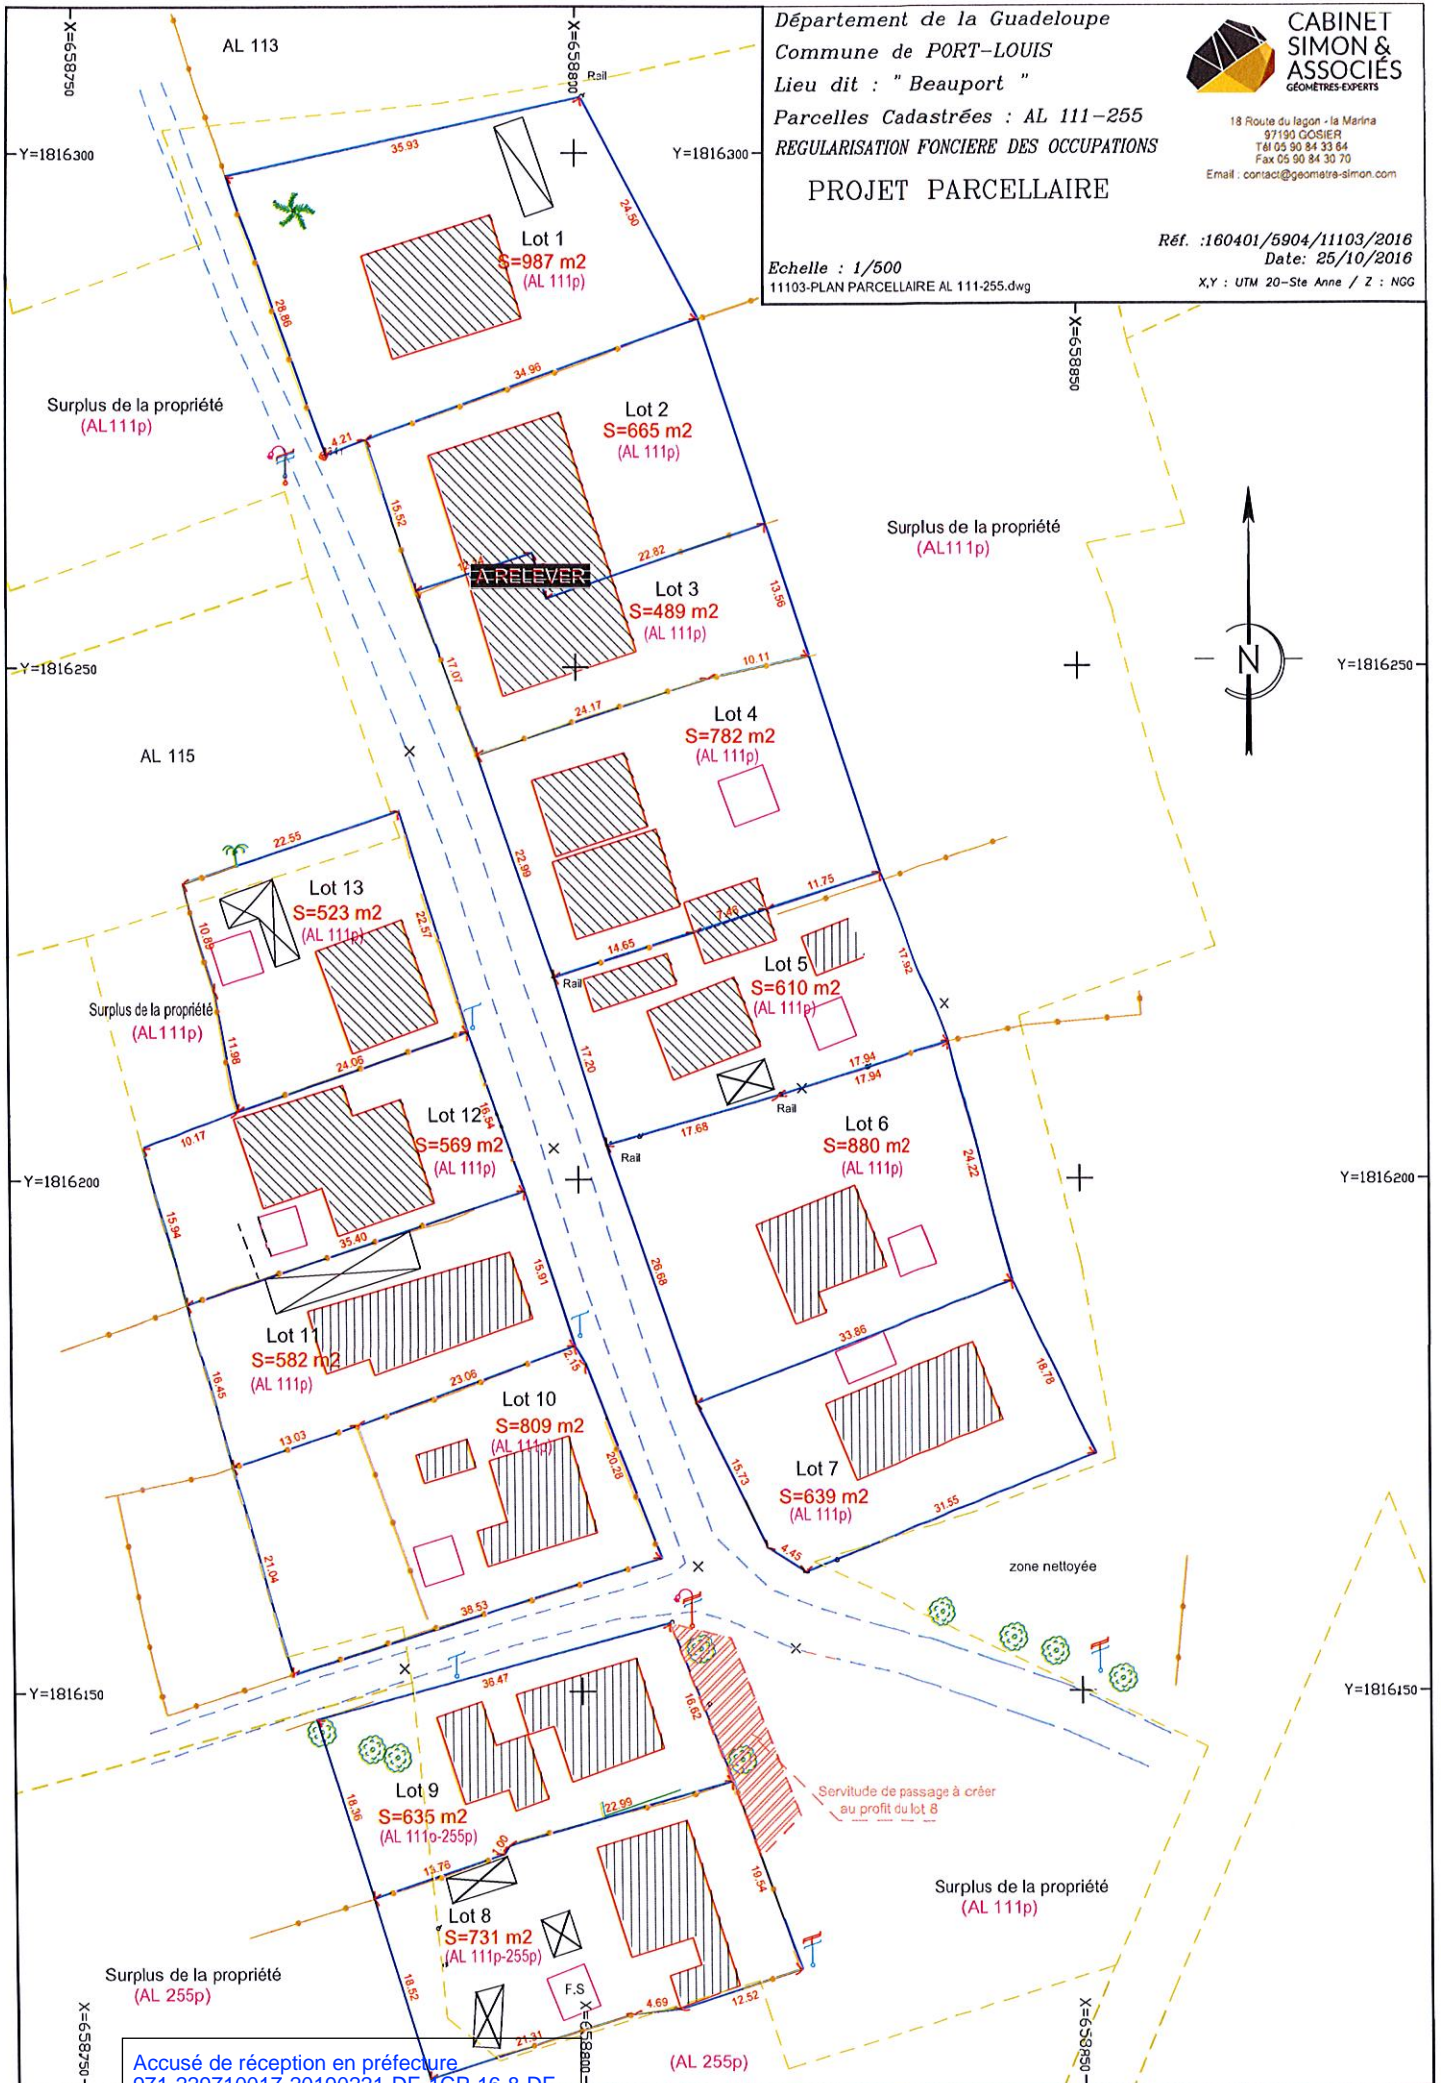 Département de la Guadeloupe
Commune de PORT-LOUIS
Lieu dit : " Beauport "
Parcelles Cadastrées : AL 111-255
REGULARISATION FONCIERE DES OCCUPATIONS
PROJET PARCELLAIRE
Echelle : 1/500
11103-PLAN PARCELLAIRE AL 111-255.dwg
CABINET
SIMON &
ASSOCIÉS
GÉOMÈTRES-EXPERTS
18 Route du lagon - la Marina
97190 GOSIER
Tél 05 90 84 33 64
Fax 05 90 84 30 70
Email : contact@geometre-simon.com
Réf. :160401/5904/11103/2016
Date: 25/10/2016
X,Y : UTM 20-Ste Anne / Z : NGG
X=658750
AL 113
X=658800
Rail
Y=1816300
Y=1816300
35.93
24.50
Lot 1
S=987 m2
(AL 111p)
28.86
X=658850
34.96
Surplus de la propriété
(AL111p)
4.21
Lot 2
S=665 m2
(AL 111p)
15.52
22.82
A RELEVER
Surplus de la propriété
(AL111p)
Lot 3
S=489 m2
(AL 111p)
13.56
17.07
10.11
24.17
N
Y=1816250
Y=1816250
Lot 4
S=782 m2
(AL 111p)
AL 115
22.99
11.75
7.46
14.65
22.55
Lot 13
S=523 m2
(AL 111p)
22.57
10.89
Rail
Lot 5
S=610 m2
(AL 111p)
17.92
Surplus de la propriété
(AL111p)
11.98
24.06
17.20
17.94
17.94
Rail
17.68
Rail
10.17
Lot 12
S=569 m2
(AL 111p)
16.54
Lot 6
S=880 m2
(AL 111p)
24.22
Y=1816200
Y=1816200
15.94
35.40
15.91
26.68
33.86
18.78
Lot 11
S=582 m2
(AL 111p)
16.45
2.15
23.06
13.03
Lot 10
S=809 m2
(AL 111p)
20.28
15.73
Lot 7
S=639 m2
(AL 111p)
31.55
4.45
21.04
38.53
zone nettoyée
Y=1816150
Y=1816150
36.47
16.62
Lot 9
S=635 m2
(AL 111p-255p)
18.36
22.99
1.00
13.76
Servitude de passage à créer
au profit du lot 8
19.54
Surplus de la propriété
(AL 111p)
Lot 8
S=731 m2
(AL 111p-255p)
F.S
18.52
4.69
12.52
21.31
Surplus de la propriété
(AL 255p)
X=658750
X=658800
X=658850
(AL 255p)
Accusé de réception en préfecture